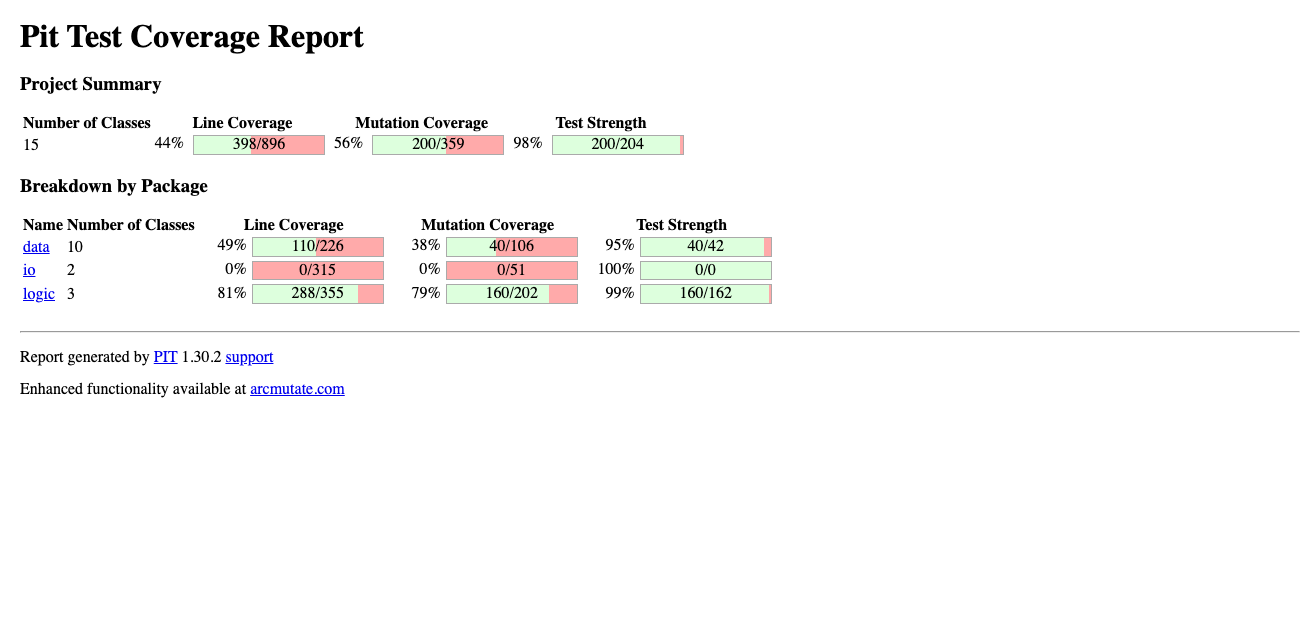 Pit Test Coverage Report
Project Summary
Number of Classes Line Coverage Mutation Coverage Test Strength
15 44% 398/896 56% 200/359 98% 200/204
Breakdown by Package
Name Number of Classes Line Coverage Mutation Coverage Test Strength
data 10 49% 110/226 38% 40/106 95% 40/42
io 2 0% 0/315 0% 0/51 100% 0/0
logic 3 81% 288/355 79% 160/202 99% 160/162
Report generated by PIT 1.30.2 support
Enhanced functionality available at arcmutate.com